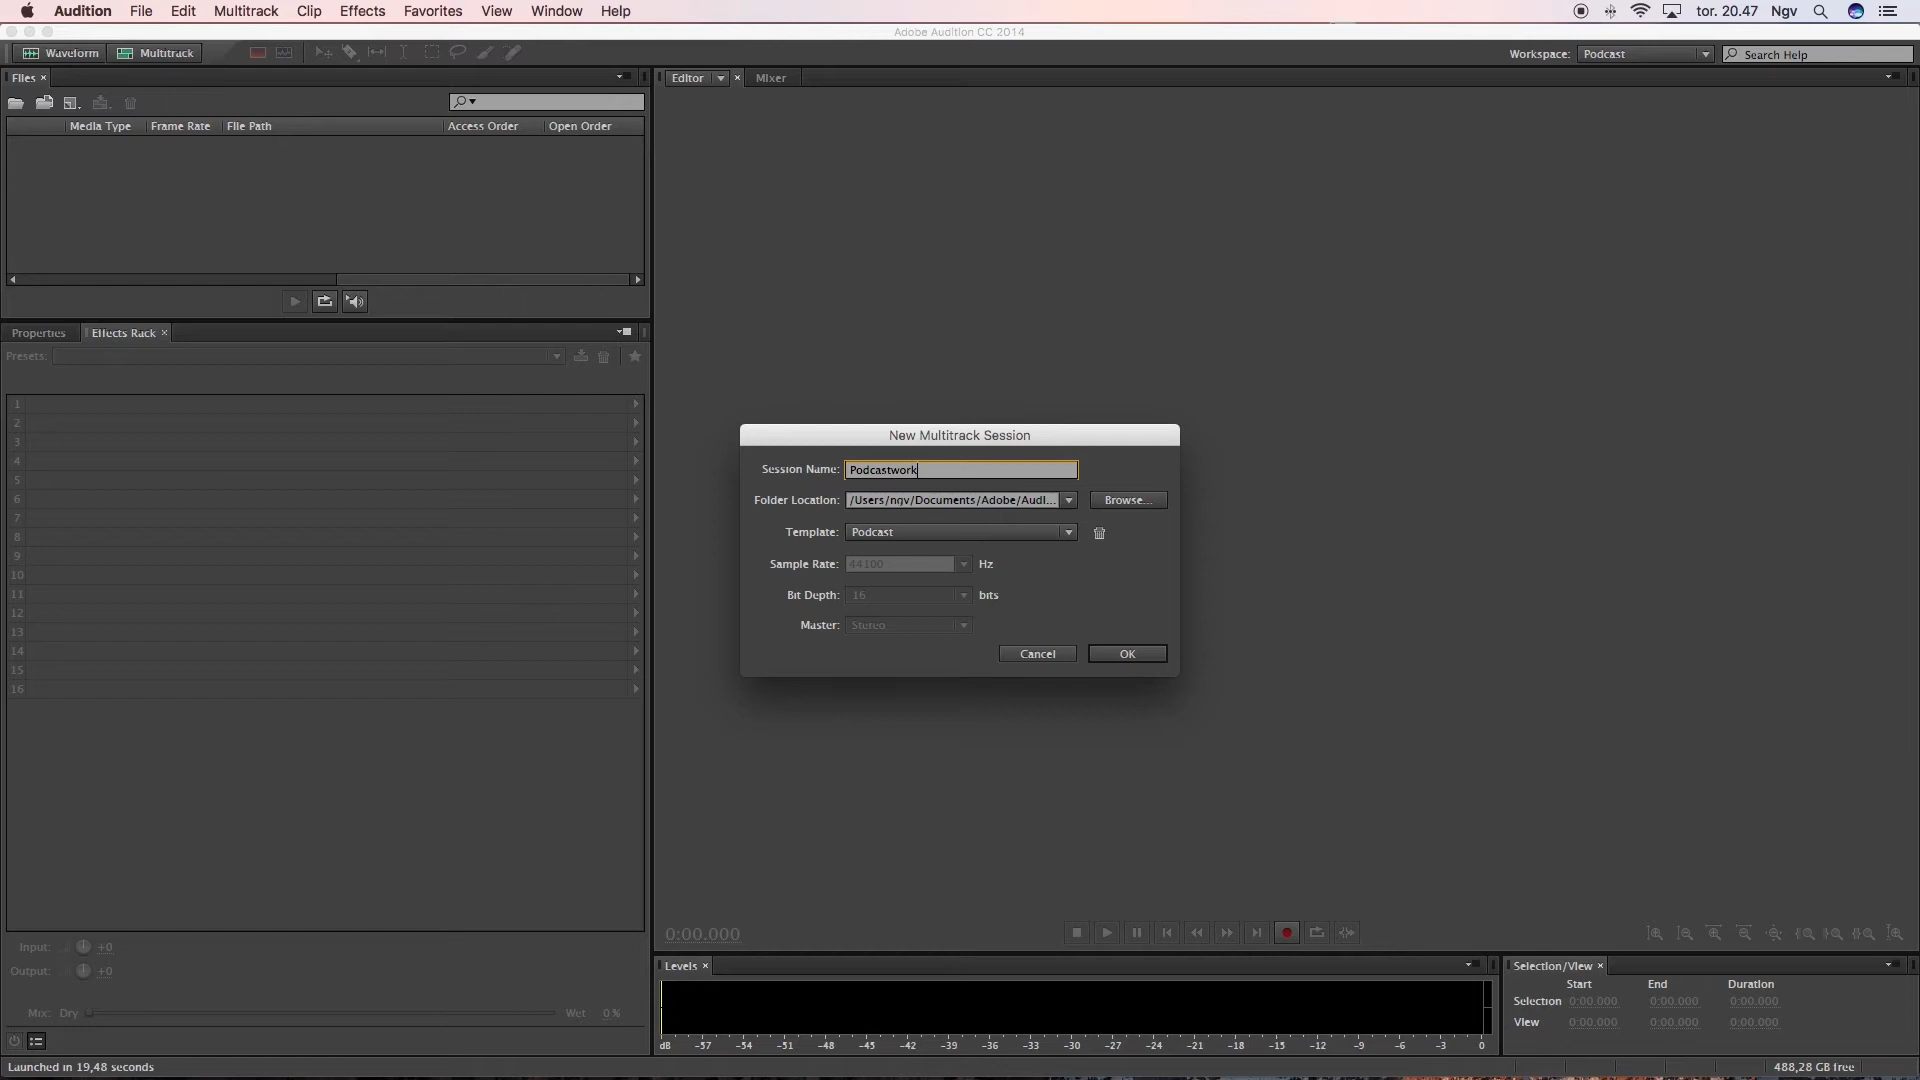 Audition File Edit Multitrack Clip Effects Favorites View Window Help tor. 20.47 Ngv
Adobe Audition CC 2014
Waveform Multitrack Workspace: Podcast Search Help
Files Editor Mixer
Media Type Frame Rate File Path Access Order Open Order
Properties Effects Rack
Presets:
1
2
3
4
5
6
7
8
9
10
11
12
13
14
15
16
New Multitrack Session
Session Name: Podcastwork
Folder Location: /Users/ngv/Documents/Adobe/Audi... Browse...
Template: Podcast
Sample Rate: 44100 Hz
Bit Depth: 16 bits
Master: Stereo
Cancel OK
0:00.000
Input: +0
Output: +0
Mix: Dry Wet 0 %
Levels
dB -57 -54 -51 -48 -45 -42 -39 -36 -33 -30 -27 -24 -21 -18 -15 -12 -9 -6 -3 0
Selection/View
Start End Duration
Selection 0:00.000 0:00.000 0:00.000
View 0:00.000 0:00.000 0:00.000
Launched in 19,48 seconds 488,28 GB free